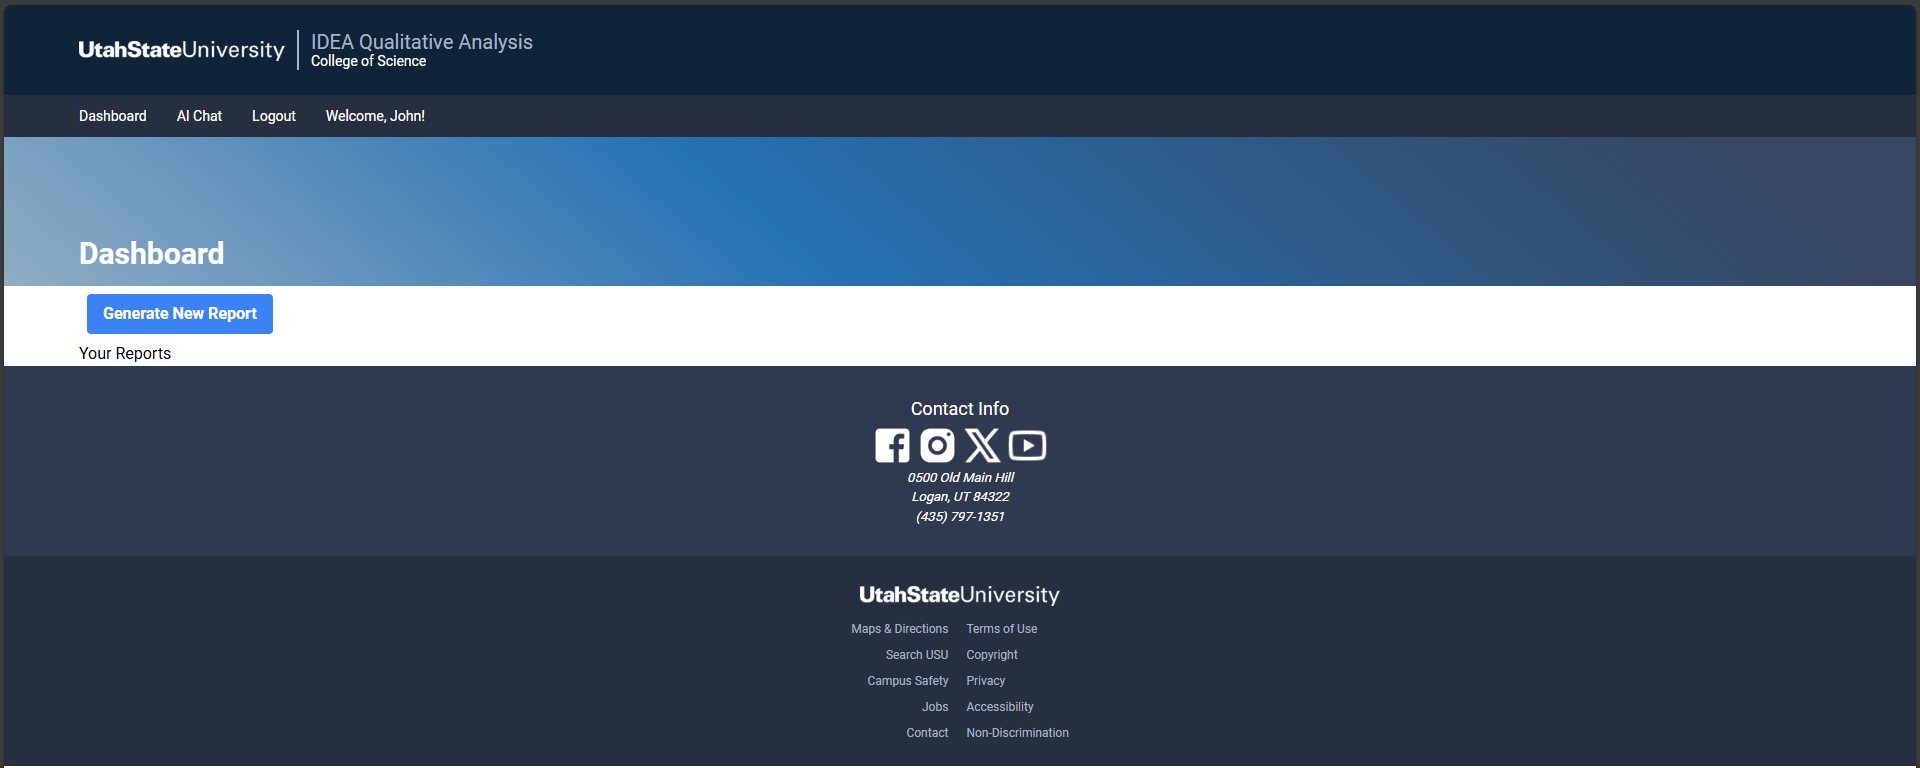 UtahStateUniversity
IDEA Qualitative Analysis
College of Science
Dashboard AI Chat Logout Welcome, John!
Dashboard
Generate New Report
Your Reports
Contact Info
0500 Old Main Hill
Logan, UT 84322
(435) 797-1351
UtahStateUniversity
Maps & Directions Terms of Use
Search USU Copyright
Campus Safety Privacy
Jobs Accessibility
Contact Non-Discrimination